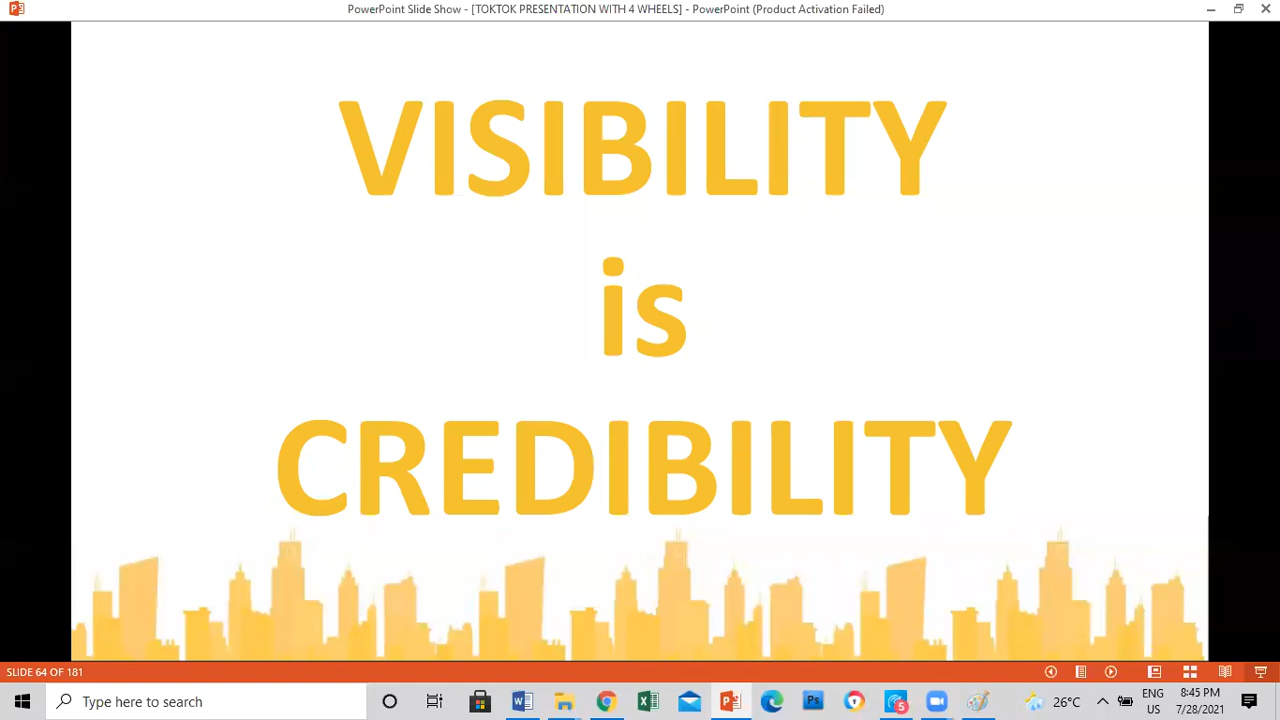 PowerPoint Slide Show - [TOKTOK PRESENTATION WITH 4 WHEELS] - PowerPoint (Product Activation Failed)
VISIBILITY
is
CREDIBILITY
SLIDE 64 OF 181
Type here to search
5
26°C
ENG
US
8:45 PM
7/28/2021